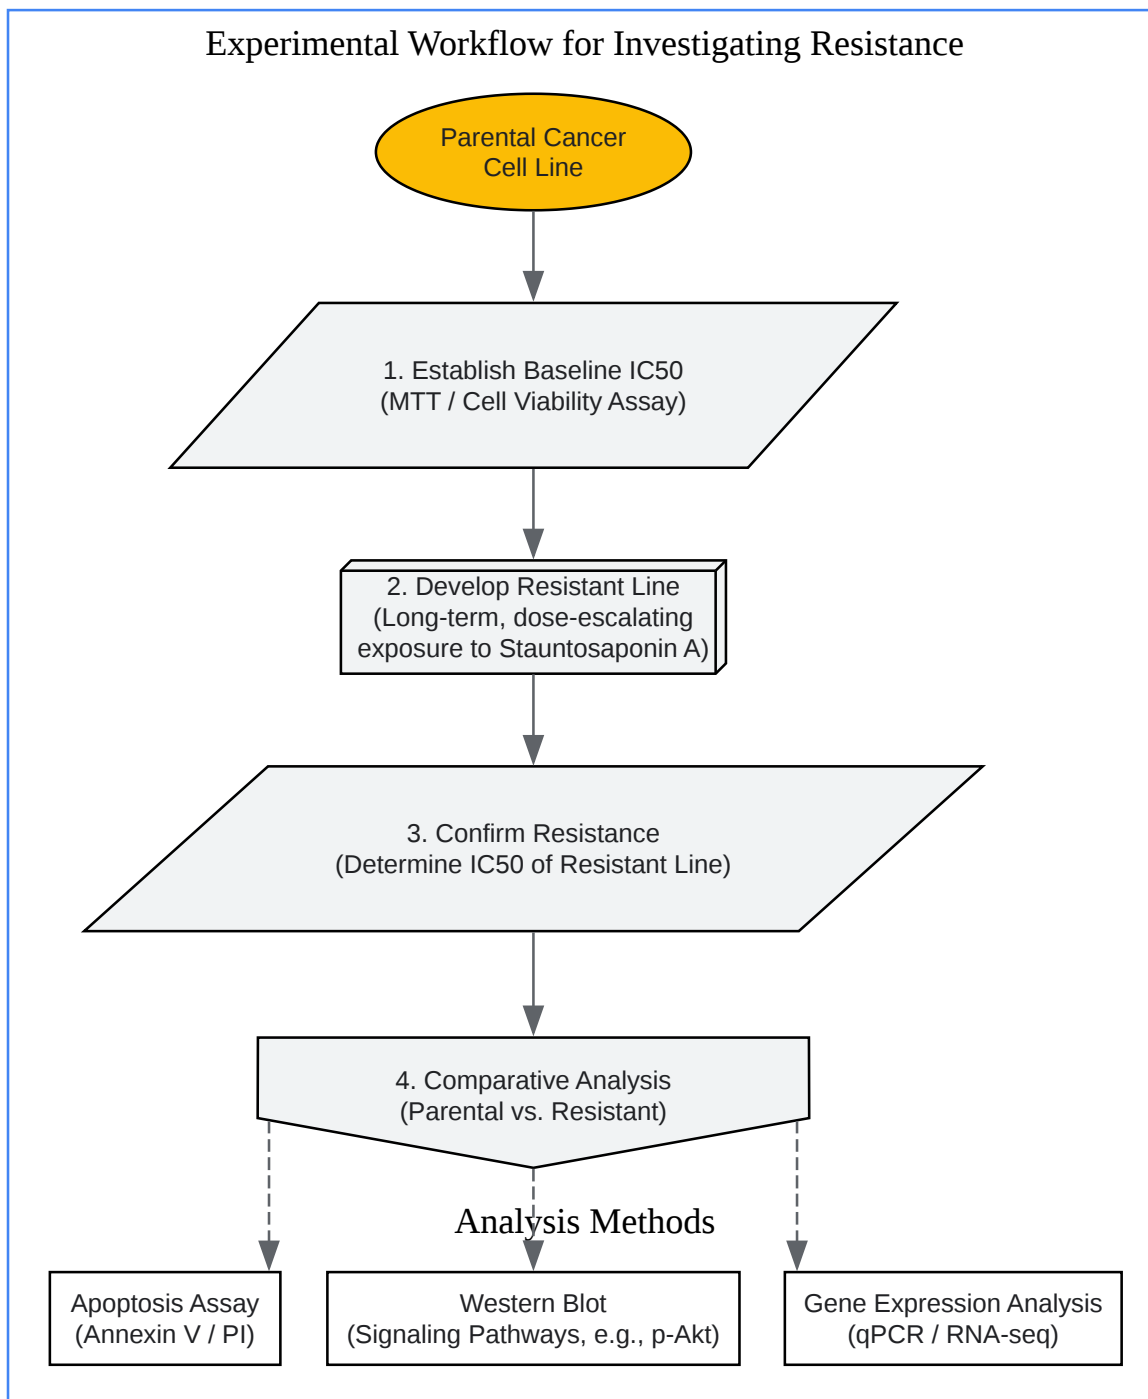 Experimental Workflow for Investigating Resistance
Parental Cancer
Cell Line
1. Establish Baseline IC50
(MTT / Cell Viability Assay)
2. Develop Resistant Line
(Long-term, dose-escalating
exposure to Stauntosaponin A)
3. Confirm Resistance
(Determine IC50 of Resistant Line)
4. Comparative Analysis
(Parental vs. Resistant)
Analysis Methods
Apoptosis Assay
(Annexin V / PI)
Western Blot
(Signaling Pathways, e.g., p-Akt)
Gene Expression Analysis
(qPCR / RNA-seq)